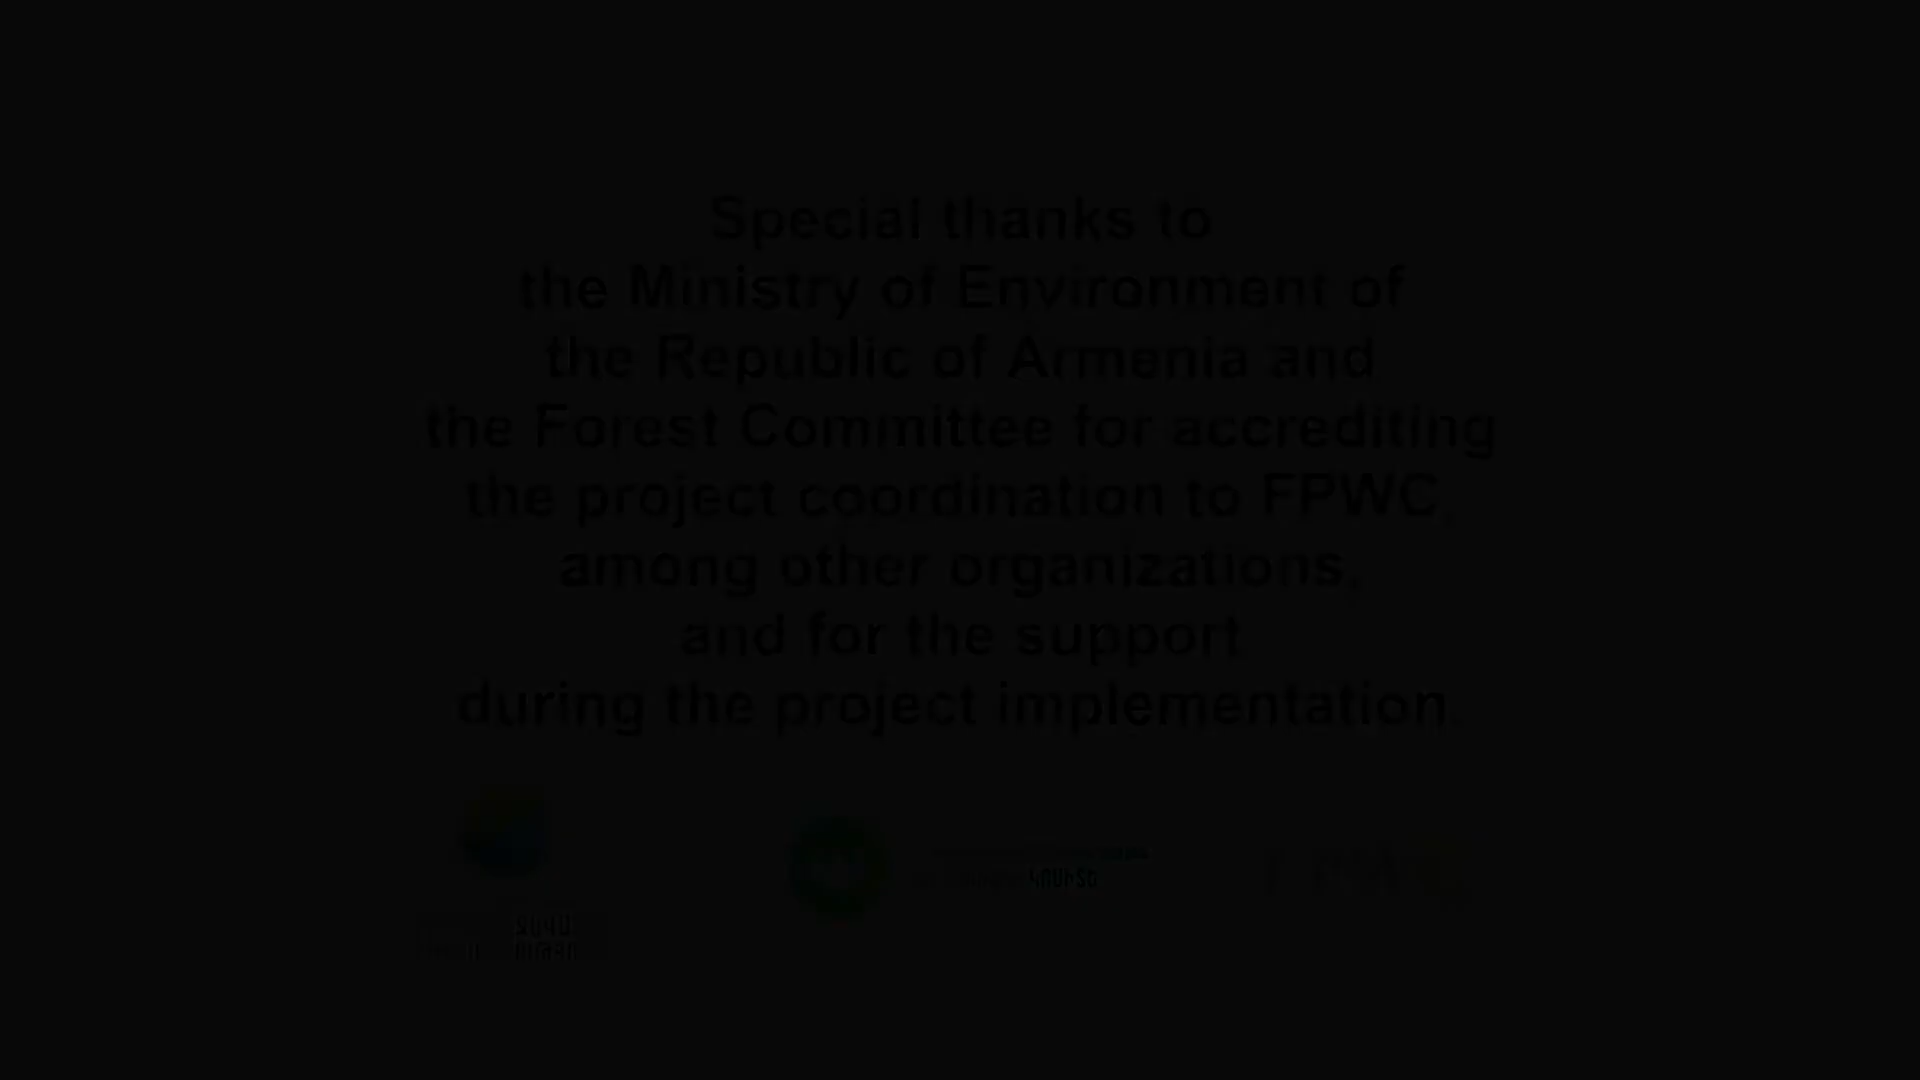 Special thanks to
the Ministry of Environment of
the Republic of Armenia and
the Forest Committee for accrediting
the project coordination to FPWC,
among other organizations,
and for the support
during the project implementation.